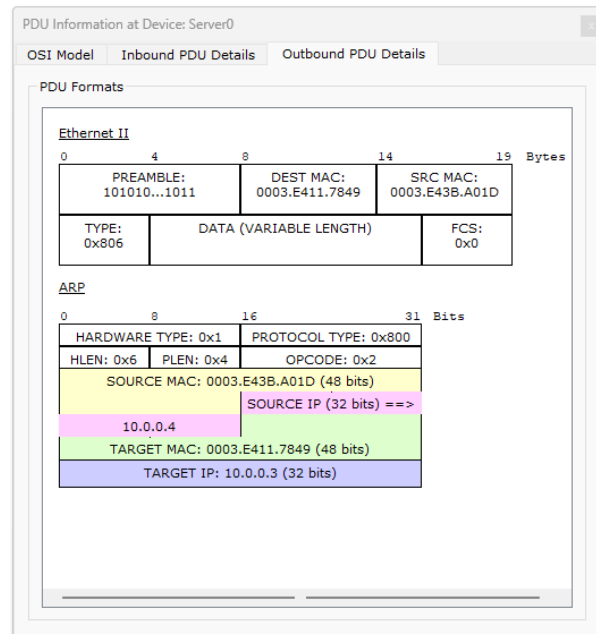 PDU Information at Device: Server0
OSI Model Inbound PDU Details Outbound PDU Details
PDU Formats
Ethernet II
0 4 8 14 19 Bytes
PREAMBLE: DEST MAC: SRC MAC:
101010...1011 0003.E411.7849 0003.E43B.A01D
TYPE: DATA (VARIABLE LENGTH) FCS:
0x806 0x0
ARP
0 8 16 31 Bits
HARDWARE TYPE: 0x1 PROTOCOL TYPE: 0x800
HLEN: 0x6 PLEN: 0x4 OPCODE: 0x2
SOURCE MAC: 0003.E43B.A01D (48 bits)
SOURCE IP (32 bits) ==>
10.0.0.4
TARGET MAC: 0003.E411.7849 (48 bits)
TARGET IP: 10.0.0.3 (32 bits)